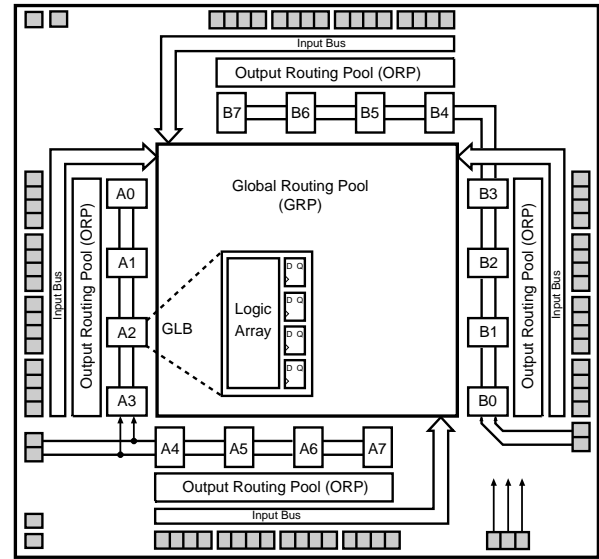 Input Bus
Output Routing Pool (ORP)
B7 B6 B5 B4
Global Routing Pool
(GRP)
Input Bus
Output Routing Pool (ORP)
A0
A1
A2
A3
GLB
Logic
Array
D Q
D Q
D Q
D Q
B3
B2
B1
B0
Output Routing Pool (ORP)
Input Bus
A4 A5 A6 A7
Output Routing Pool (ORP)
Input Bus